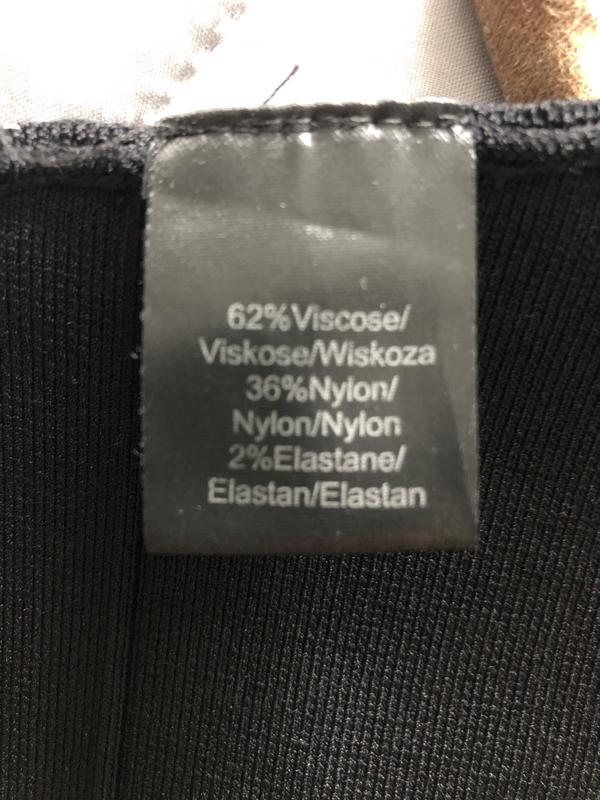 62%Viscose/
Viskose/Wiskoza
36%Nylon/
Nylon/Nylon
2%Elastane/
Elastan/Elastan